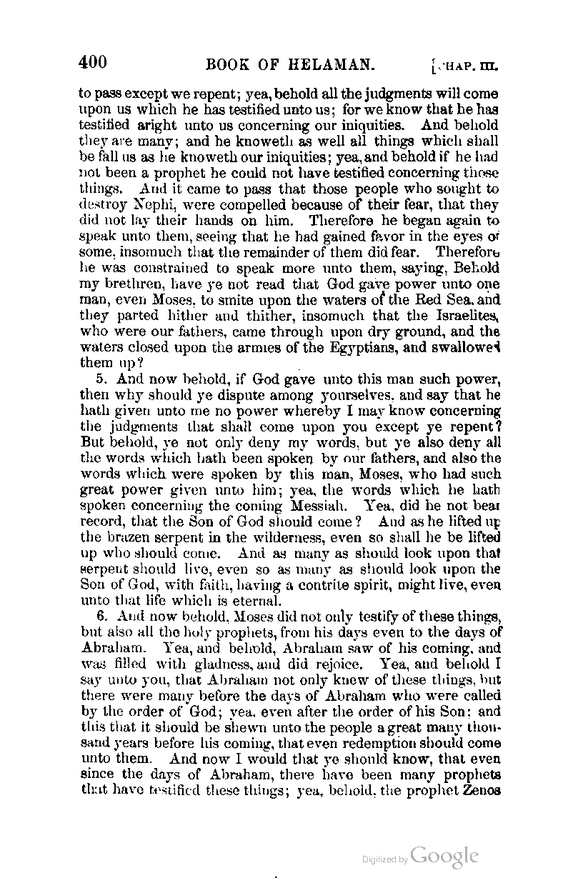 400 BOOK OF HELAMAN. [CHAP. III.
to pass except we repent; yea, behold all the judgments will come
upon us which he has testified unto us; for we know that he has
testified aright unto us concerning our iniquities. And behold
they are many; and he knoweth as well all things which shall
be fall us as he knoweth our iniquities; yea, and behold if he had
not been a prophet he could not have testified concerning those
things. And it came to pass that those people who sought to
destroy Nephi, were compelled because of their fear, that they
did not lay their hands on him. Therefore he began again to
speak unto them, seeing that he had gained favor in the eyes of
some, insomuch that the remainder of them did fear. Therefore
he was constrained to speak more unto them, saying, Behold
my brethren, have ye not read that God gave power unto one
man, even Moses, to smite upon the waters of the Red Sea, and
they parted hither and thither, insomuch that the Israelites,
who were our fathers, came through upon dry ground, and the
waters closed upon the armies of the Egyptians, and swallowed
them up?
5. And now behold, if God gave unto this man such power,
then why should ye dispute among yourselves, and say that he
hath given unto me no power whereby I may know concerning
the judgments that shall come upon you except ye repent?
But behold, ye not only deny my words, but ye also deny all
the words which hath been spoken by our fathers, and also the
words which were spoken by this man, Moses, who had such
great power given unto him; yea, the words which he hath
spoken concerning the coming Messiah. Yea, did he not bear
record, that the Son of God should come? And as he lifted up
the brazen serpent in the wilderness, even so shall he be lifted
up who should come. And as many as should look upon that
serpent should live, even so as many as should look upon the
Son of God, with faith, having a contrite spirit, might live, even
unto that life which is eternal.
6. And now behold, Moses did not only testify of these things,
but also all the holy prophets, from his days even to the days of
Abraham. Yea, and behold, Abraham saw of his coming, and
was filled with gladness, and did rejoice. Yea, and behold I
say unto you, that Abraham not only knew of these things, but
there were many before the days of Abraham who were called
by the order of God; yea, even after the order of his Son; and
this that it should be shewn unto the people a great many thou-
sand years before his coming, that even redemption should come
unto them. And now I would that ye should know, that even
since the days of Abraham, there have been many prophets
that have testified these things; yea, behold, the prophet Zenos
Digitized by Google